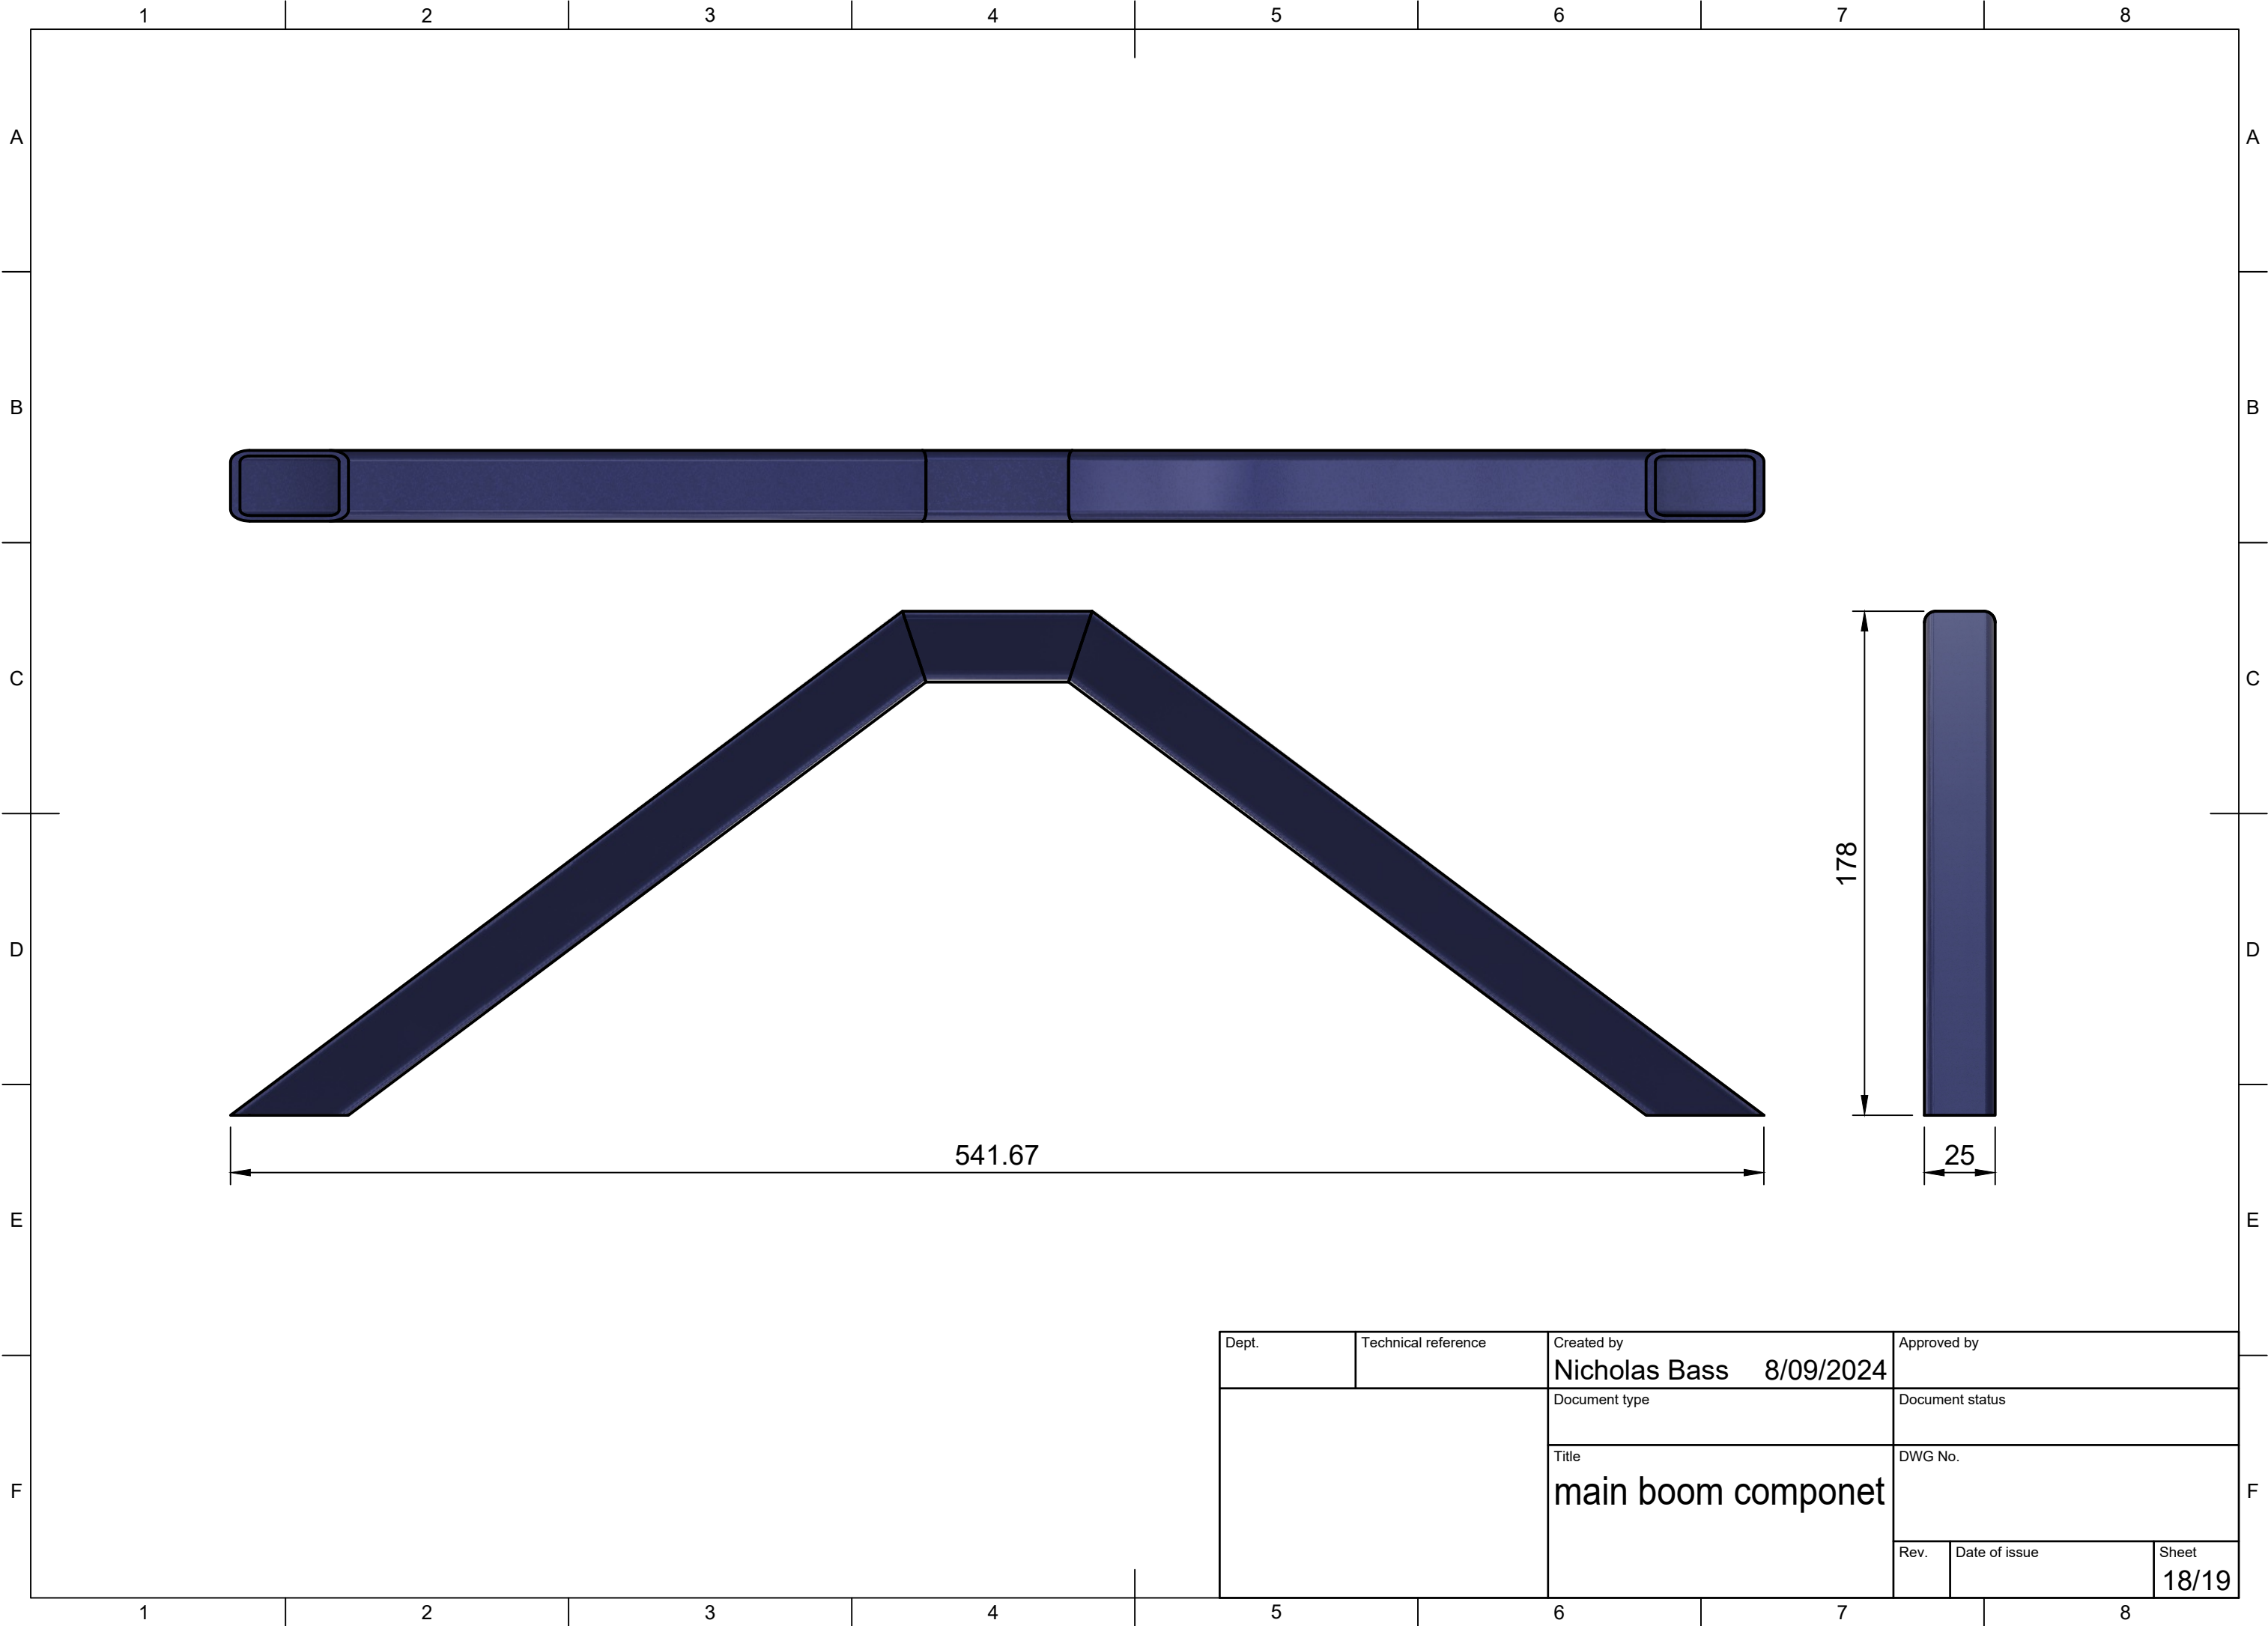 1 2 3 4 5 6 7 8
A A
B B
C C
178
D D
541.67 25
E E
Dept. Technical reference Created by Approved by
Nicholas Bass 8/09/2024
Document type Document status
Title DWG No.
main boom componet
F F
Rev. Date of issue Sheet
18/19
1 2 3 4 5 6 7 8